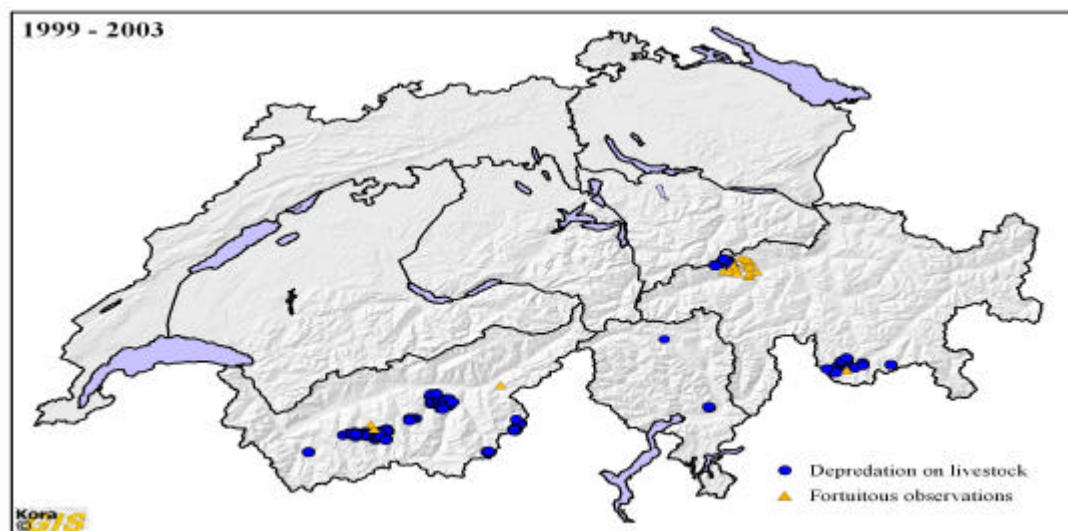 1999 - 2003
Depredation on livestock
Fortuitous observations
Kora
© GIS